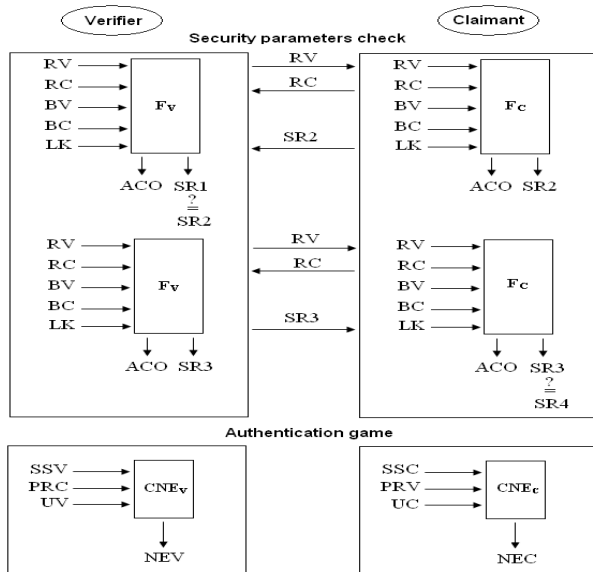 Verifier
Claimant
Security parameters check
RV
RC
BV
BC
LK
Fv
ACO SR1
?
=
SR2
RV
RC
SR2
RV
RC
BV
BC
LK
Fc
ACO SR2
RV
RC
BV
BC
LK
Fv
ACO SR3
RV
RC
SR3
RV
RC
BV
BC
LK
Fc
ACO SR3
?
=
SR4
Authentication game
SSV
PRC
UV
CNEv
NEV
SSC
PRV
UC
CNEc
NEC